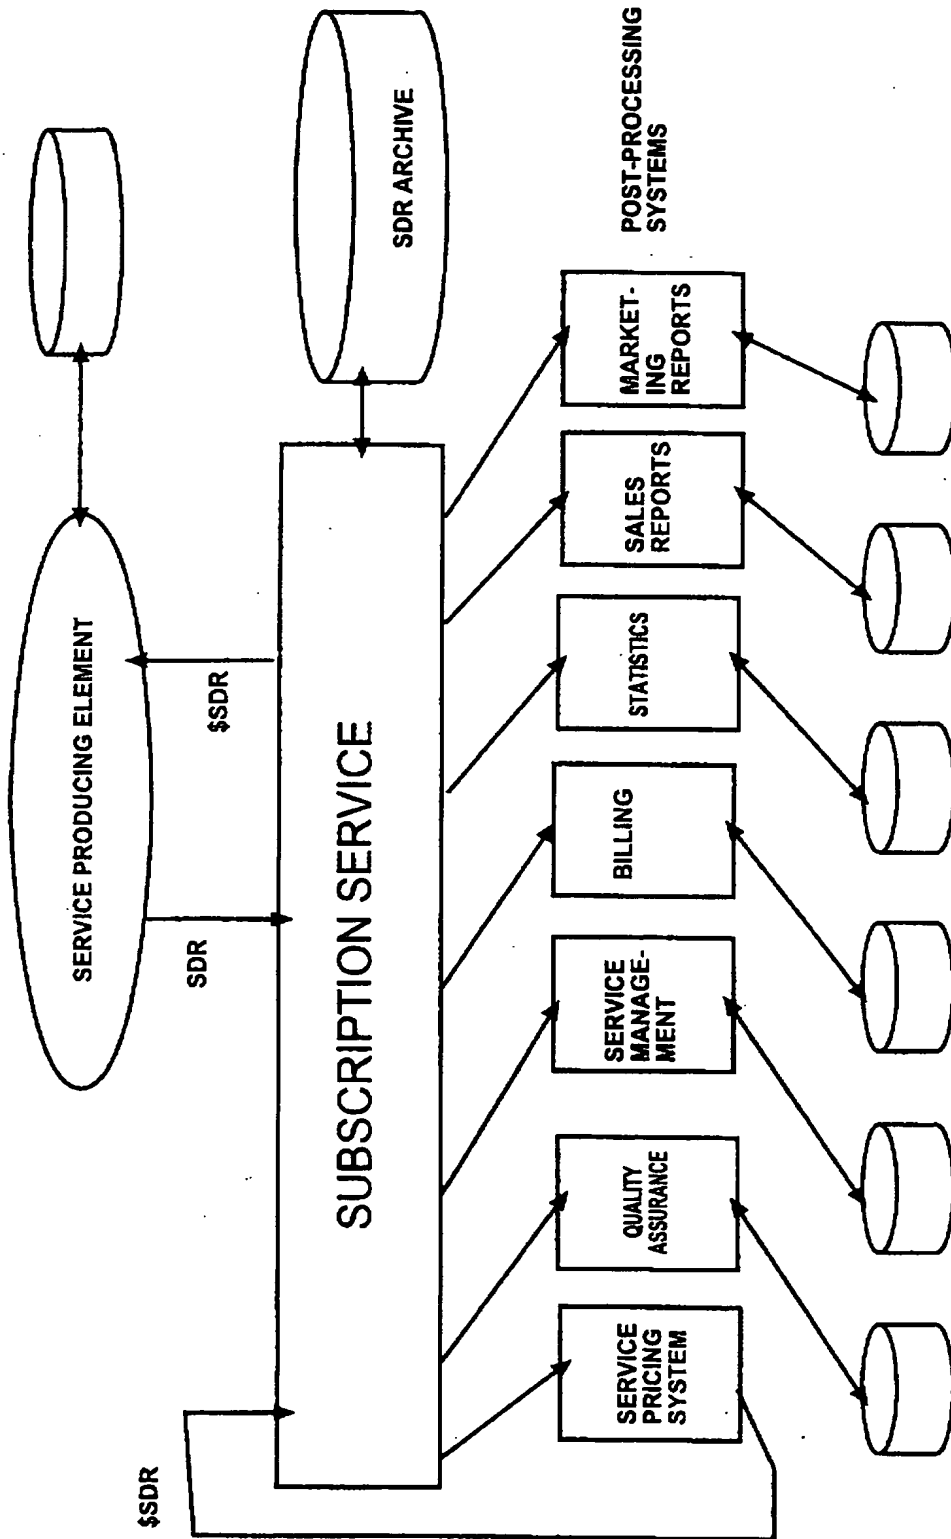 SERVICE PRODUCING ELEMENT
$SDR
SDR
$SDR
SUBSCRIPTION SERVICE
SDR ARCHIVE
SERVICE
PRICING
SYSTEM
QUALITY
ASSURANCE
SERVICE
MANAGE-
MENT
BILLING
STATISTICS
SALES
REPORTS
MARKET-
ING
REPORTS
POST-PROCESSING
SYSTEMS